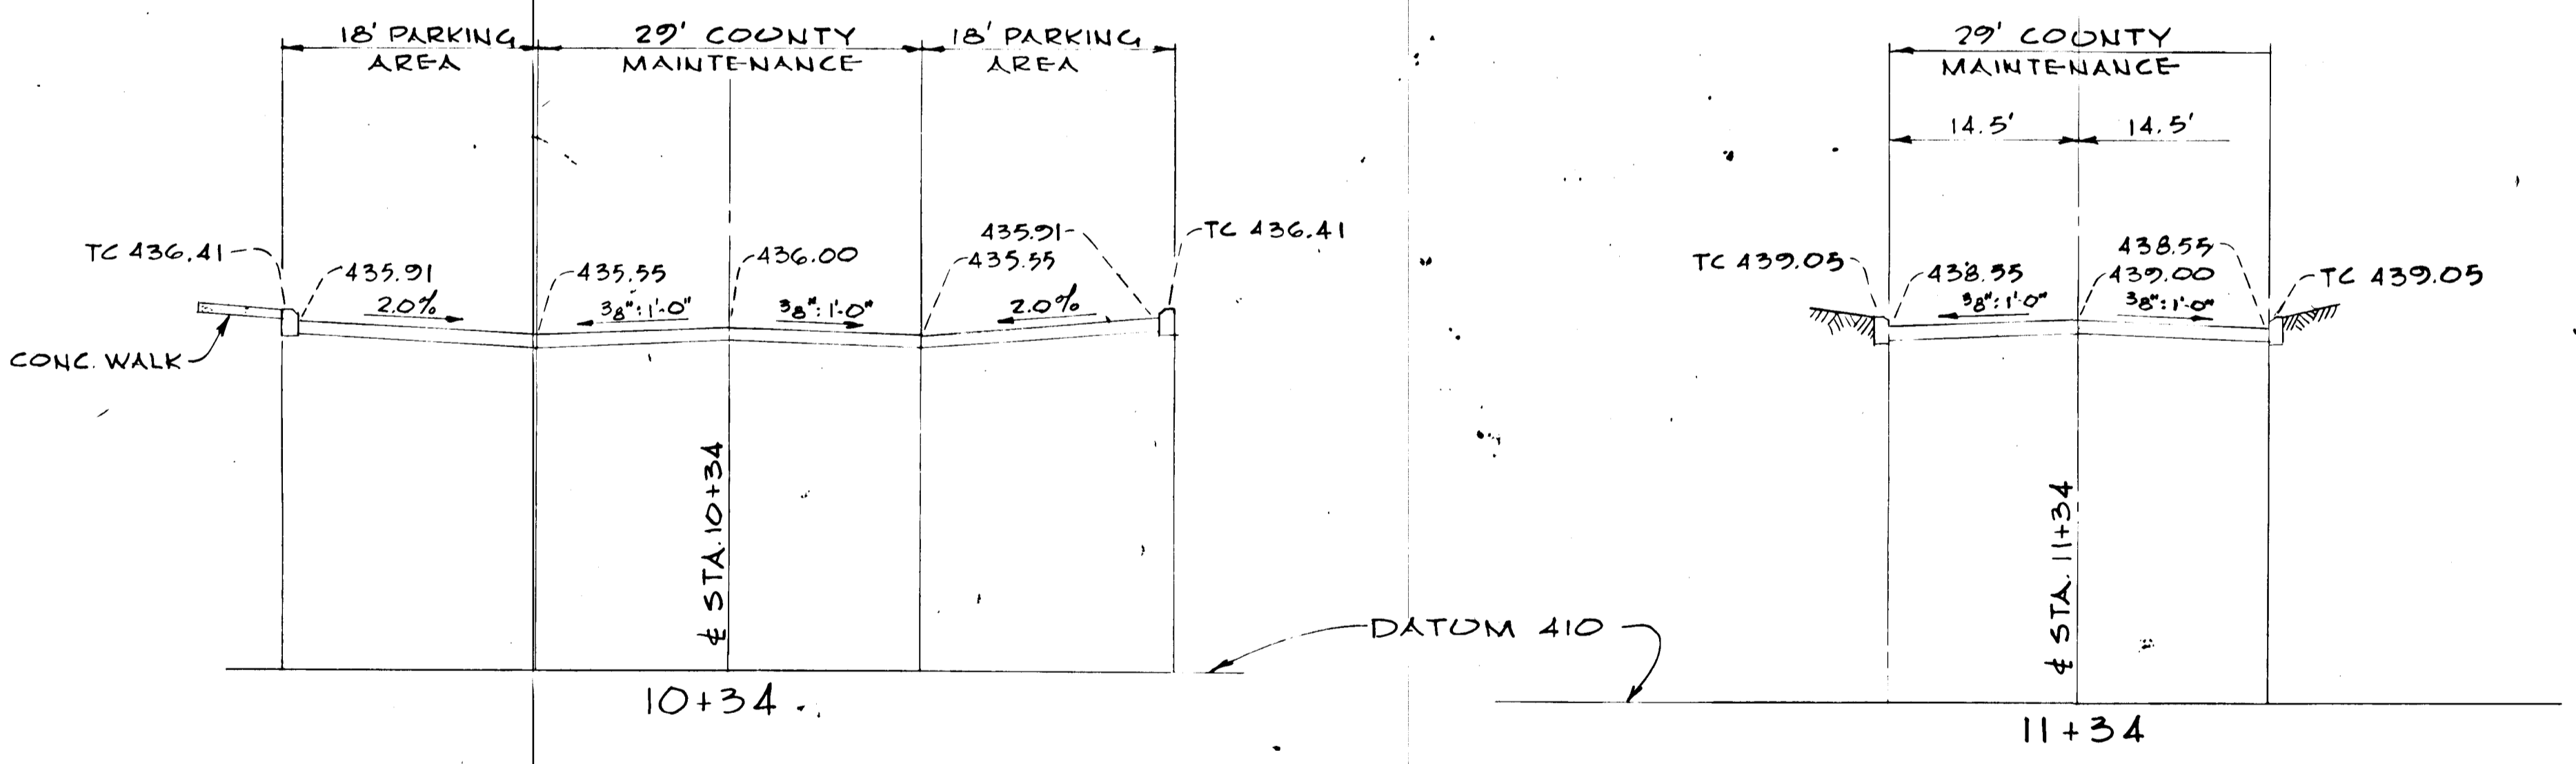 18' PARKING AREA
29' COUNTY MAINTENANCE
18' PARKING AREA
TC 436.41
435.91
2.0%
435.55
3/8":1'-0"
436.00
3/8":1'-0"
435.91
435.55
2.0%
TC 436.41
CONC. WALK
℄ STA. 10+34
10+34
DATUM 410
29' COUNTY MAINTENANCE
14.5'
14.5'
TC 439.05
438.55
3/8":1'-0"
438.55
439.00
3/8":1'-0"
TC 439.05
℄ STA. 11+34
11+34